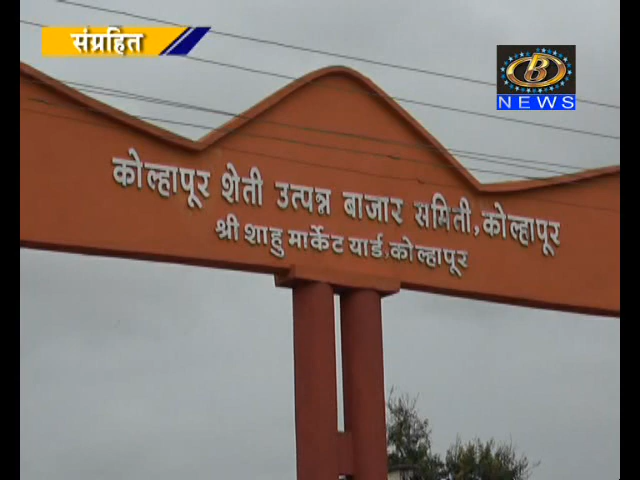 संग्रहित
B
NEWS
कोल्हापूर शेती उत्पन्न बाजार समिती,कोल्हापूर
श्री शाहु मार्केट यार्ड,कोल्हापूर